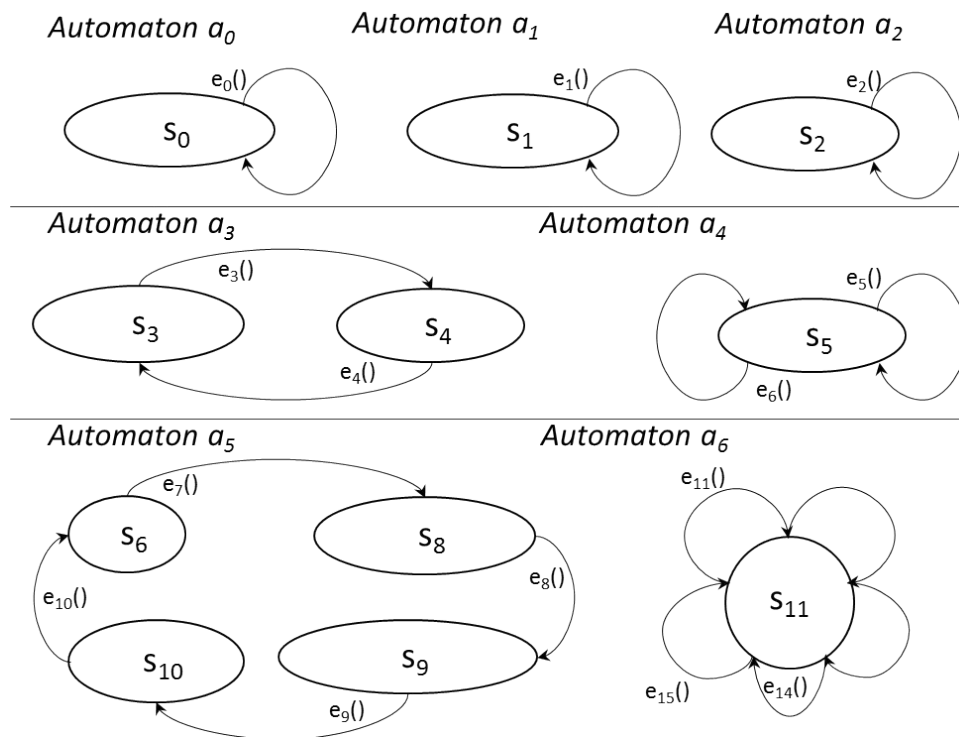 Automaton a₀
Automaton a₁
Automaton a₂
e₀()
s₀
e₁()
s₁
e₂()
s₂
Automaton a₃
Automaton a₄
e₃()
s₃
s₄
e₄()
e₅()
s₅
e₆()
Automaton a₅
Automaton a₆
e₇()
s₆
s₈
e₈()
e₁₀()
s₁₀
s₉
e₉()
e₁₁()
s₁₁
e₁₅()
e₁₄()